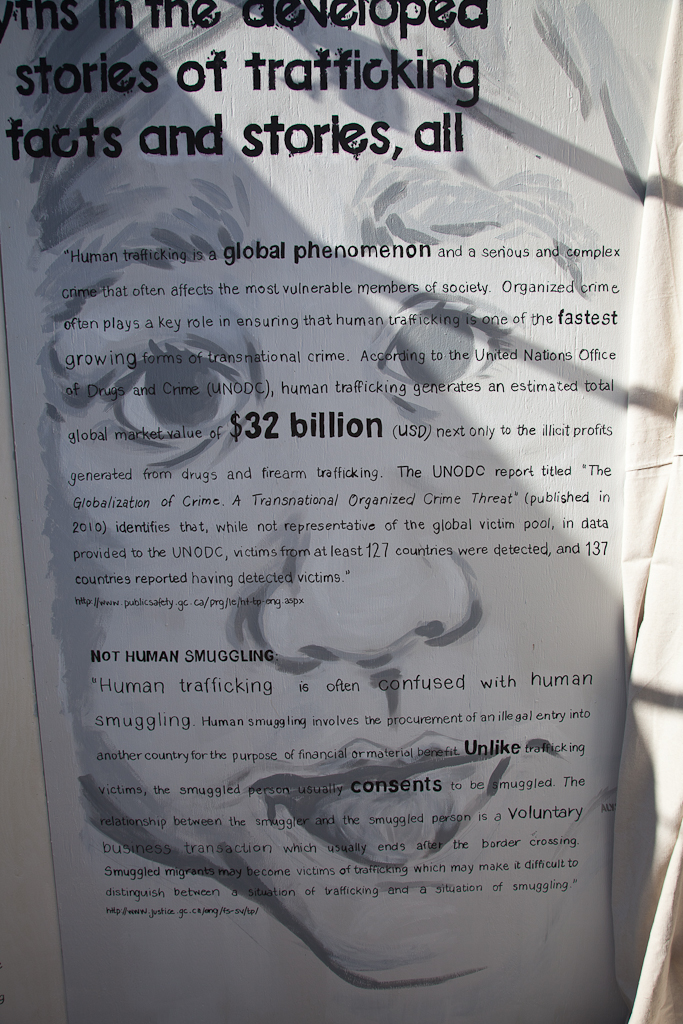 yths in the developed
stories of trafficking
facts and stories, all
"Human trafficking is a global phenomenon and a serious and complex
crime that often affects the most vulnerable members of society. Organized crime
often plays a key role in ensuring that human trafficking is one of the fastest
growing forms of transnational crime. According to the United Nations Office
of Drugs and Crime (UNODC), human trafficking generates an estimated total
global market value of $32 billion (USD) next only to the illicit profits
generated from drugs and firearm trafficking. The UNODC report titled "The
Globalization of Crime. A Transnational Organized Crime Threat" (published in
2010) identifies that, while not representative of the global victim pool, in data
provided to the UNODC, victims from at least 127 countries were detected, and 137
countries reported having detected victims."
http://www.publicsafety.gc.ca/prg/le/ht-tp-eng.aspx
NOT HUMAN SMUGGLING:
"Human trafficking is often confused with human
smuggling. Human smuggling involves the procurement of an illegal entry into
another country for the purpose of financial or material benefit. Unlike trafficking
victims, the smuggled person usually consents to be smuggled. The
relationship between the smuggler and the smuggled person is a voluntary
business transaction which usually ends after the border crossing.
Smuggled migrants may become victims of trafficking which may make it difficult to
distinguish between a situation of trafficking and a situation of smuggling."
http://www.justice.gc.ca/eng/fs-sv/tp/